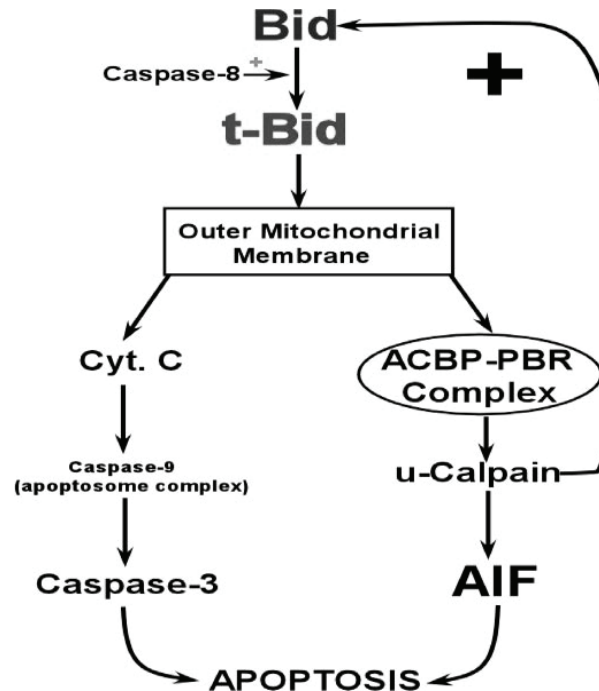 Bid
+
Caspase-8
+
t-Bid
Outer Mitochondrial
Membrane
Cyt. C
ACBP-PBR
Complex
Caspase-9
(apoptosome complex)
u-Calpain
Caspase-3
AIF
APOPTOSIS